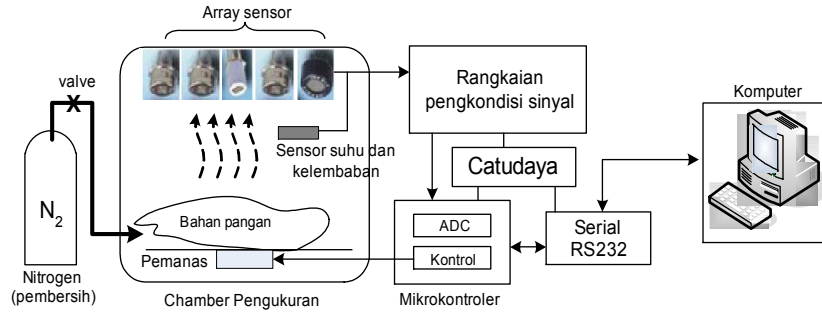 Array sensor
valve
Rangkaian
pengkondisi sinyal
Komputer
Sensor suhu dan
kelembaban
Catudaya
N2
Bahan pangan
ADC
Serial
RS232
Pemanas
Kontrol
Nitrogen
(pembersih)
Chamber Pengukuran
Mikrokontroler